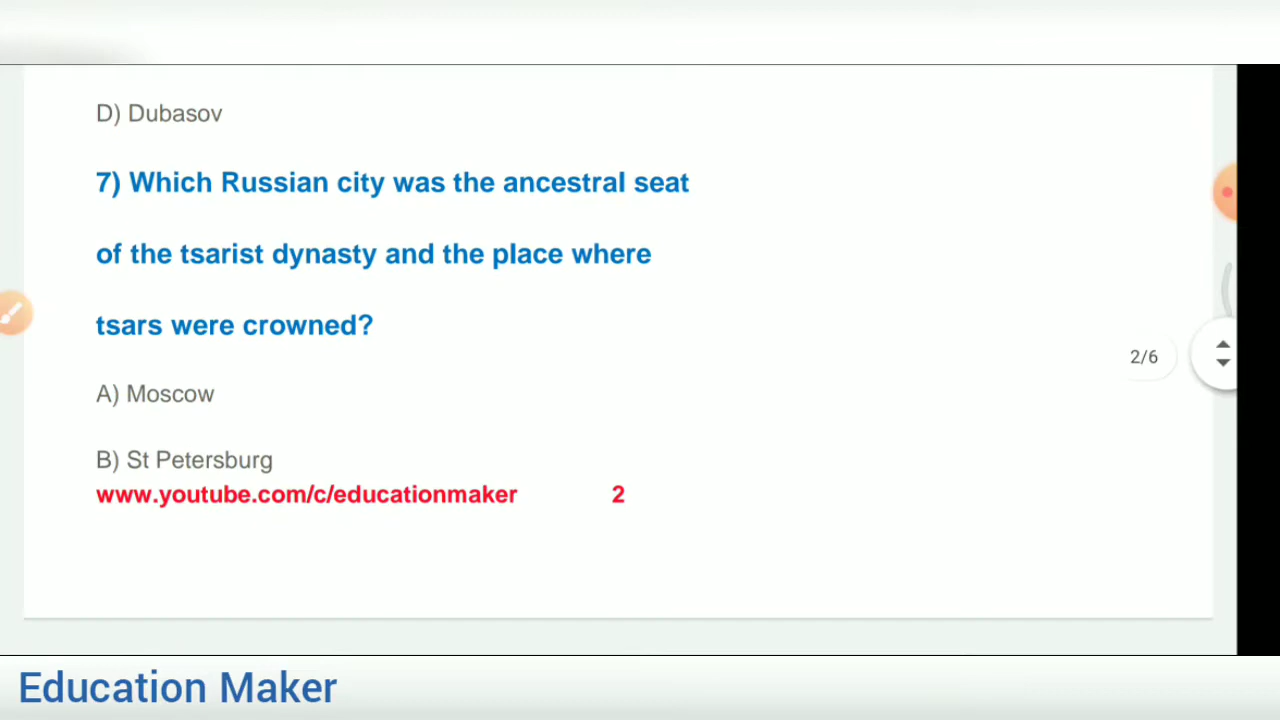 D) Dubasov
7) Which Russian city was the ancestral seat
of the tsarist dynasty and the place where
tsars were crowned?
A) Moscow
2/6
B) St Petersburg
www.youtube.com/c/educationmaker 2
Education Maker